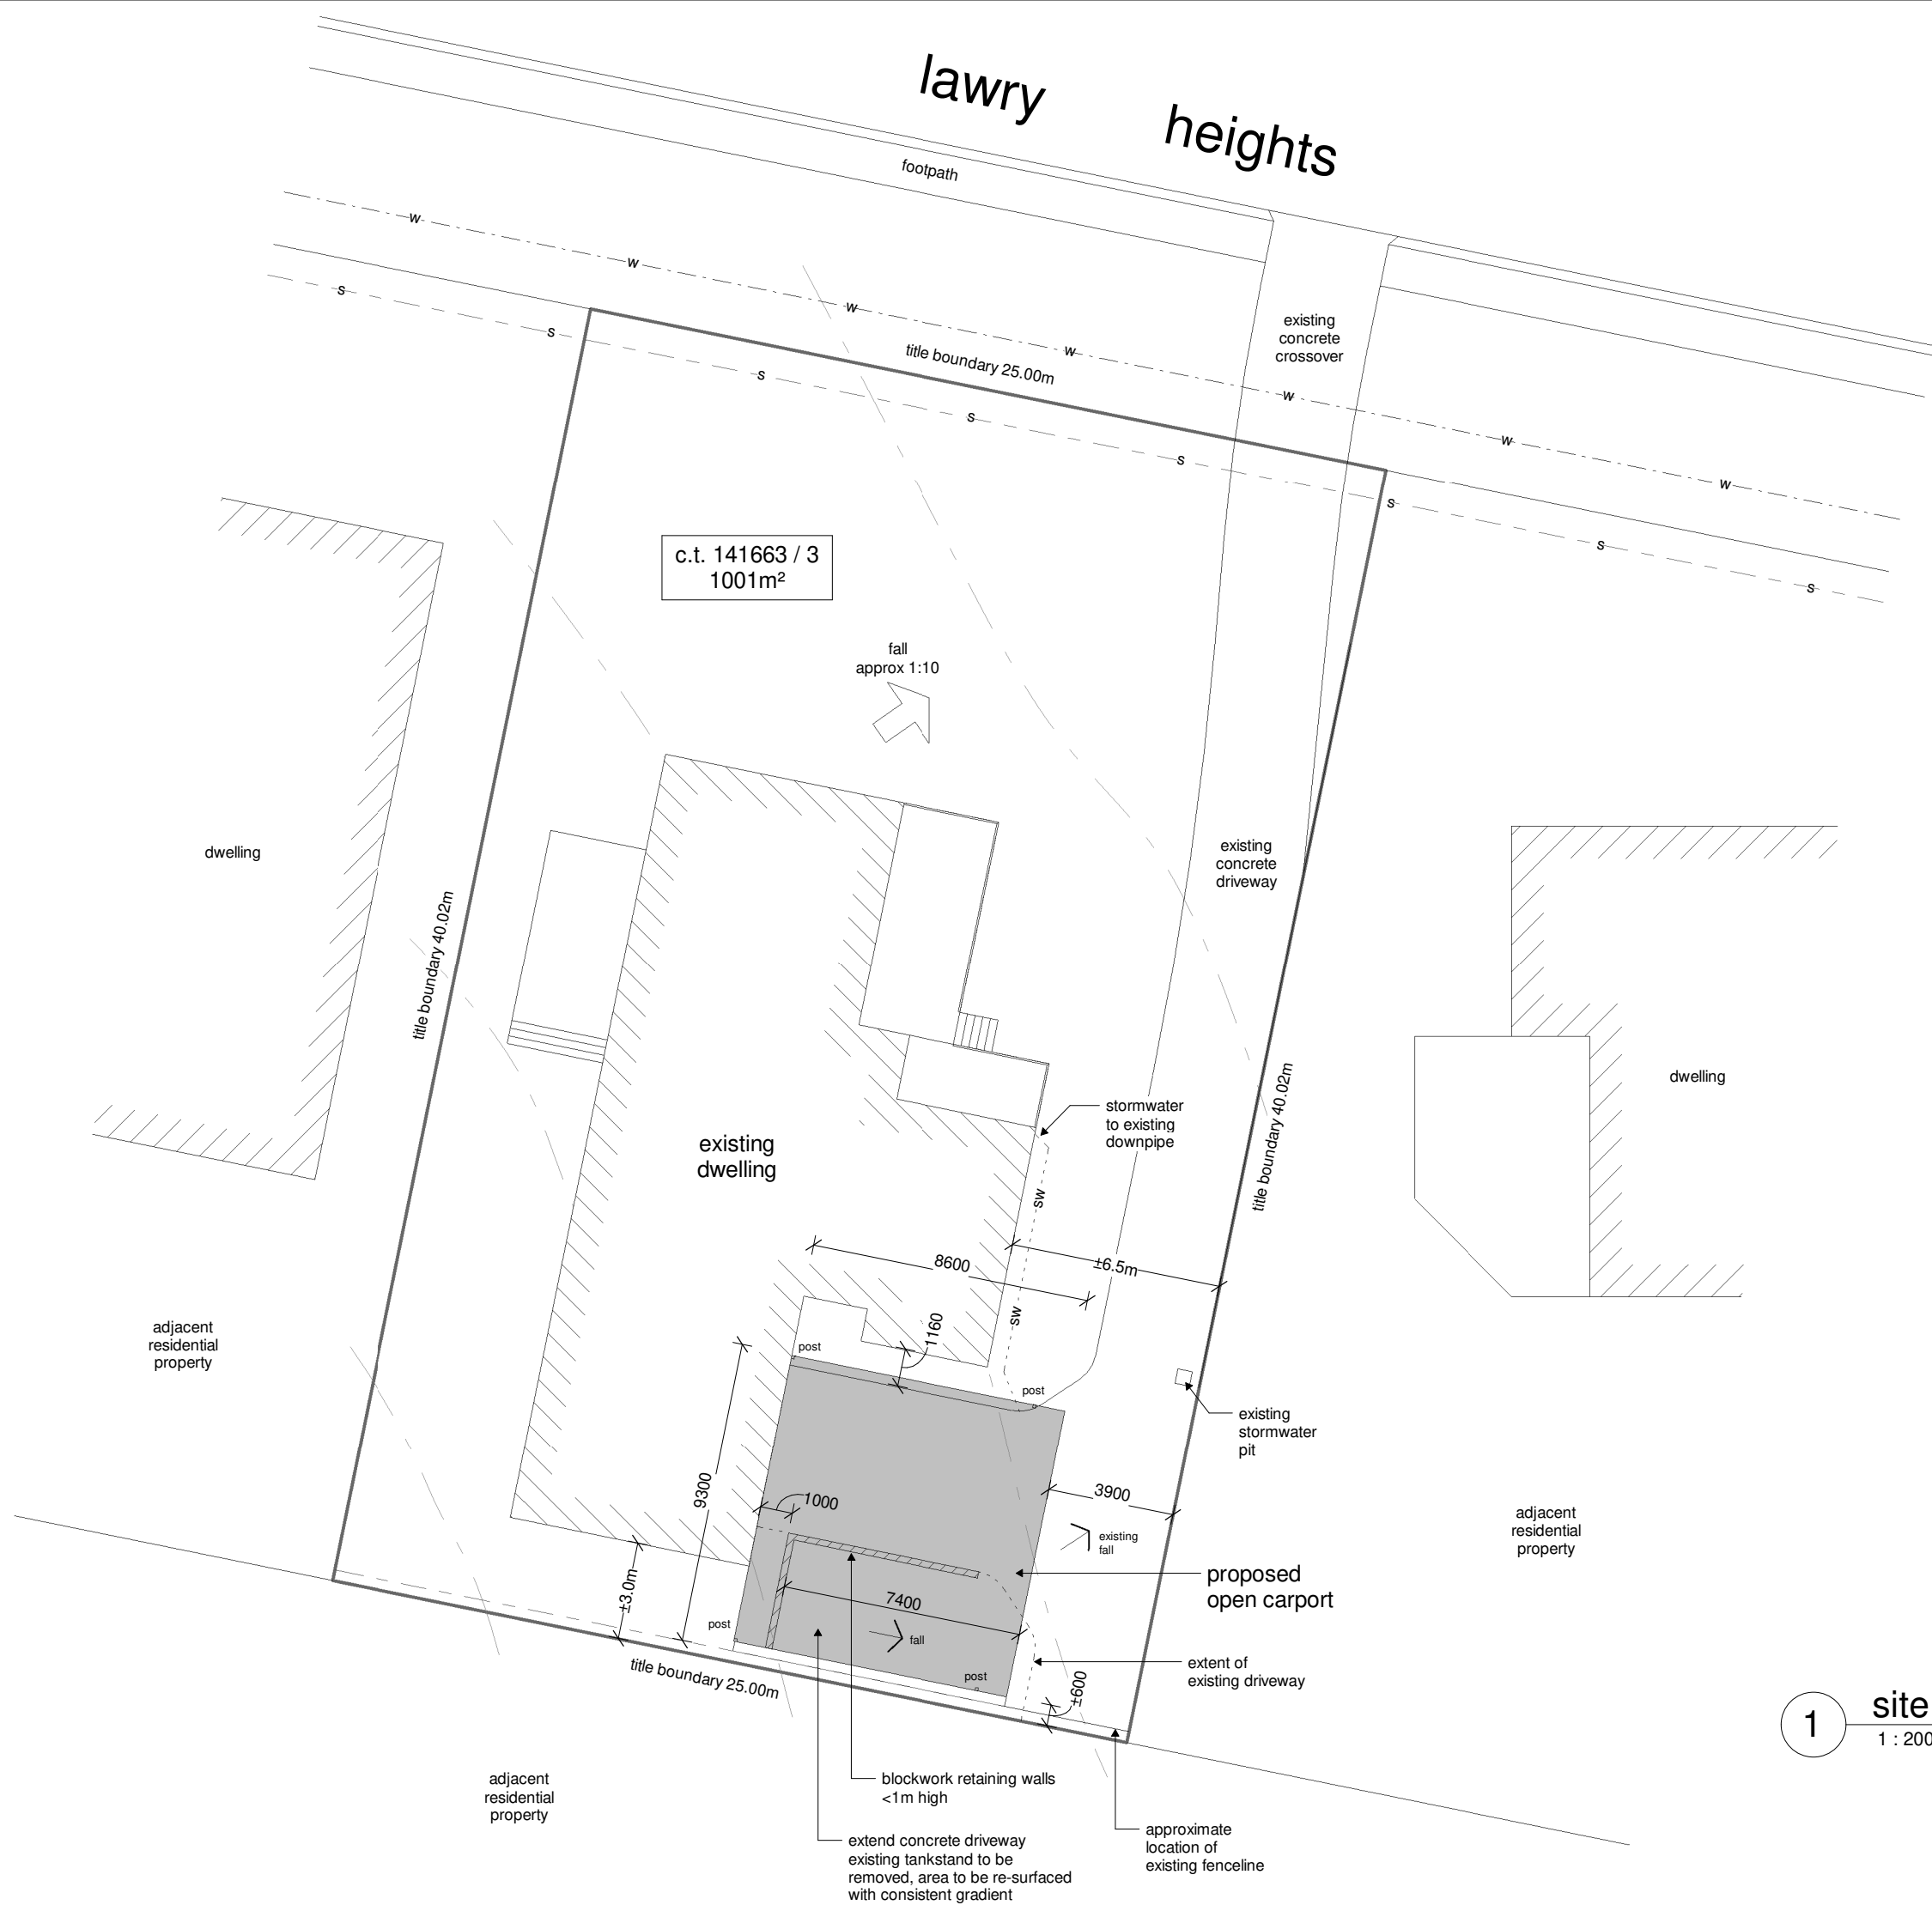 lawry heights
footpath
w
w
w
w
w
w
w
s
s
s
s
s
s
s
s
existing
concrete
crossover
title boundary 25.00m
c.t. 141663 / 3
1001m²
fall
approx 1:10
dwelling
existing
concrete
driveway
title boundary 40.02m
dwelling
title boundary 40.02m
stormwater
to existing
downpipe
existing
dwelling
sw
8600
±6.5m
sw
1160
adjacent
residential
property
post
post
existing
stormwater
pit
9300
1000
3900
existing
fall
adjacent
residential
property
proposed
open carport
±3.0m
7400
post
fall
post
extent of
existing driveway
title boundary 25.00m
±600
1
site
1 : 200
adjacent
residential
property
blockwork retaining walls
<1m high
extend concrete driveway
existing tankstand to be
removed, area to be re-surfaced
with consistent gradient
approximate
location of
existing fenceline